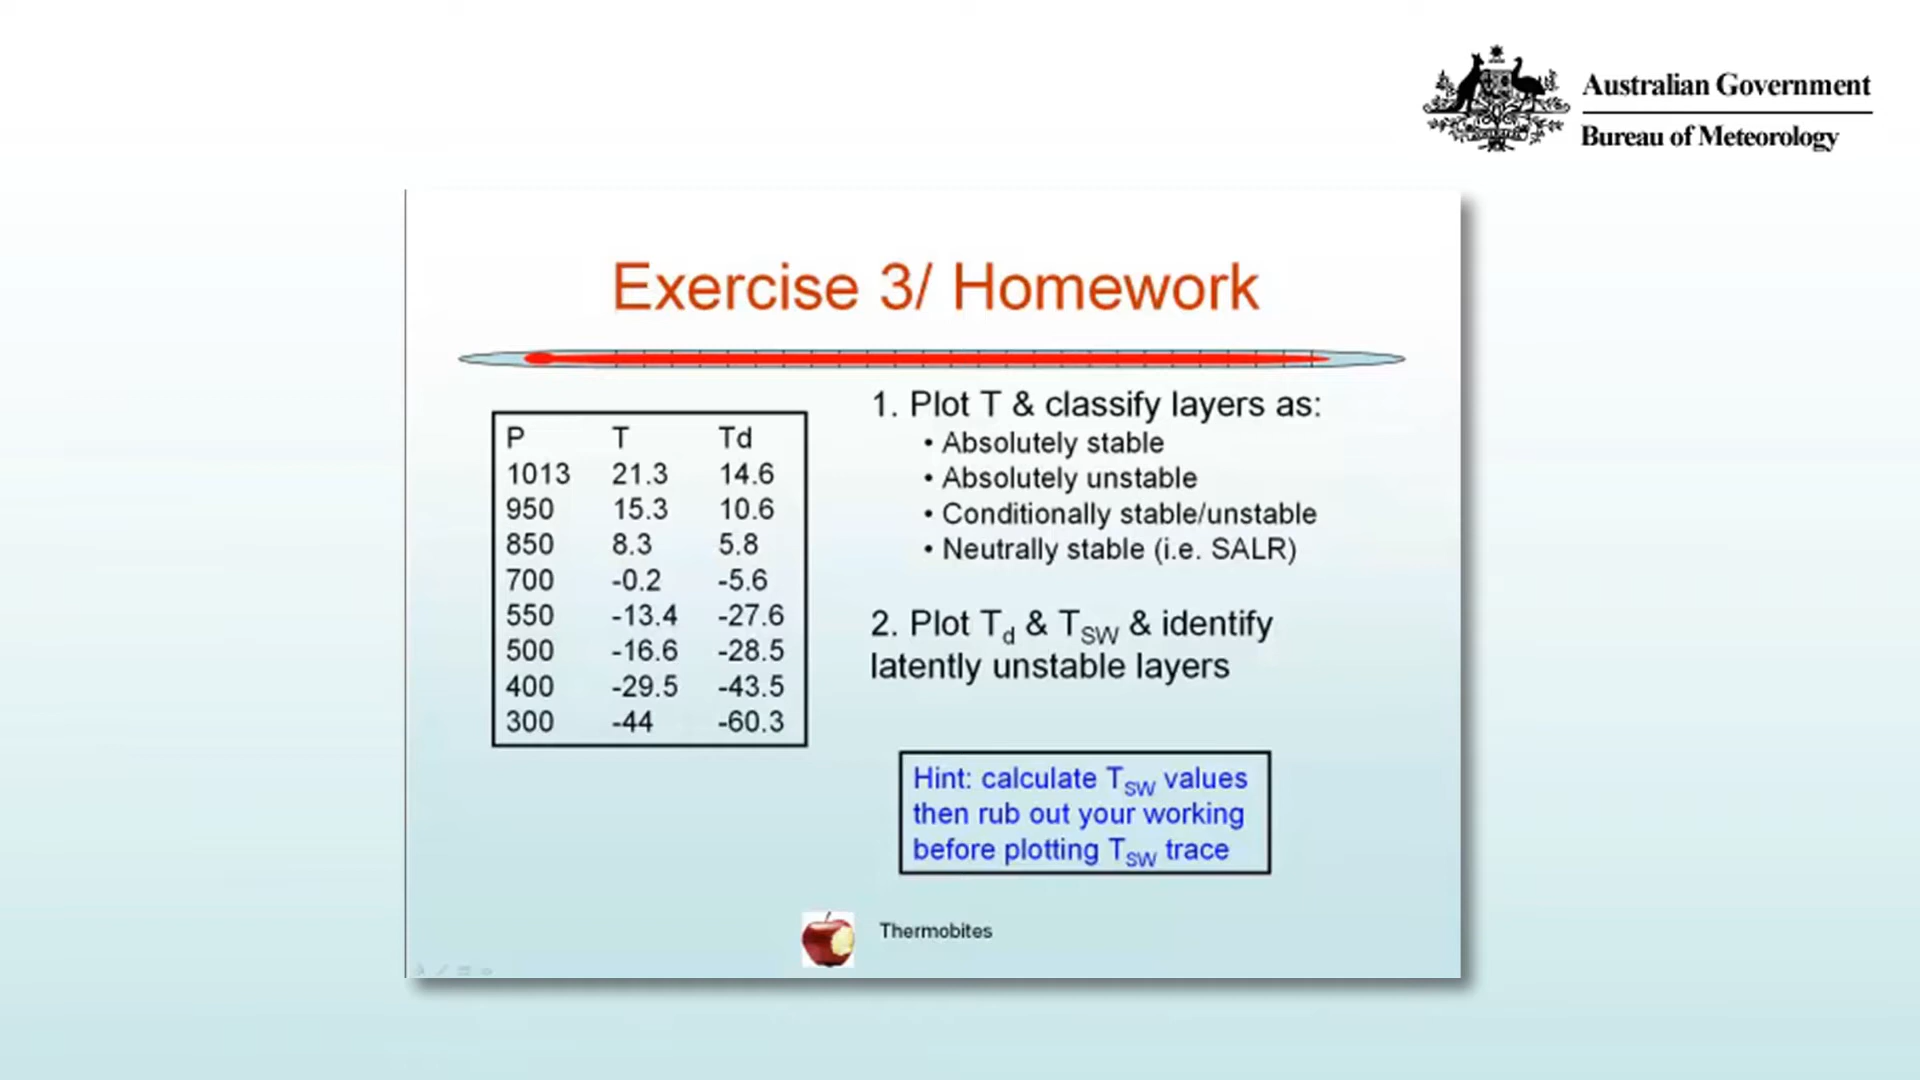 Australian Government
Bureau of Meteorology
Exercise 3/ Homework
P T Td
1013 21.3 14.6
950 15.3 10.6
850 8.3 5.8
700 -0.2 -5.6
550 -13.4 -27.6
500 -16.6 -28.5
400 -29.5 -43.5
300 -44 -60.3
1. Plot T & classify layers as:
• Absolutely stable
• Absolutely unstable
• Conditionally stable/unstable
• Neutrally stable (i.e. SALR)
2. Plot Td & TSW & identify
latently unstable layers
Hint: calculate TSW values
then rub out your working
before plotting TSW trace
Thermobites